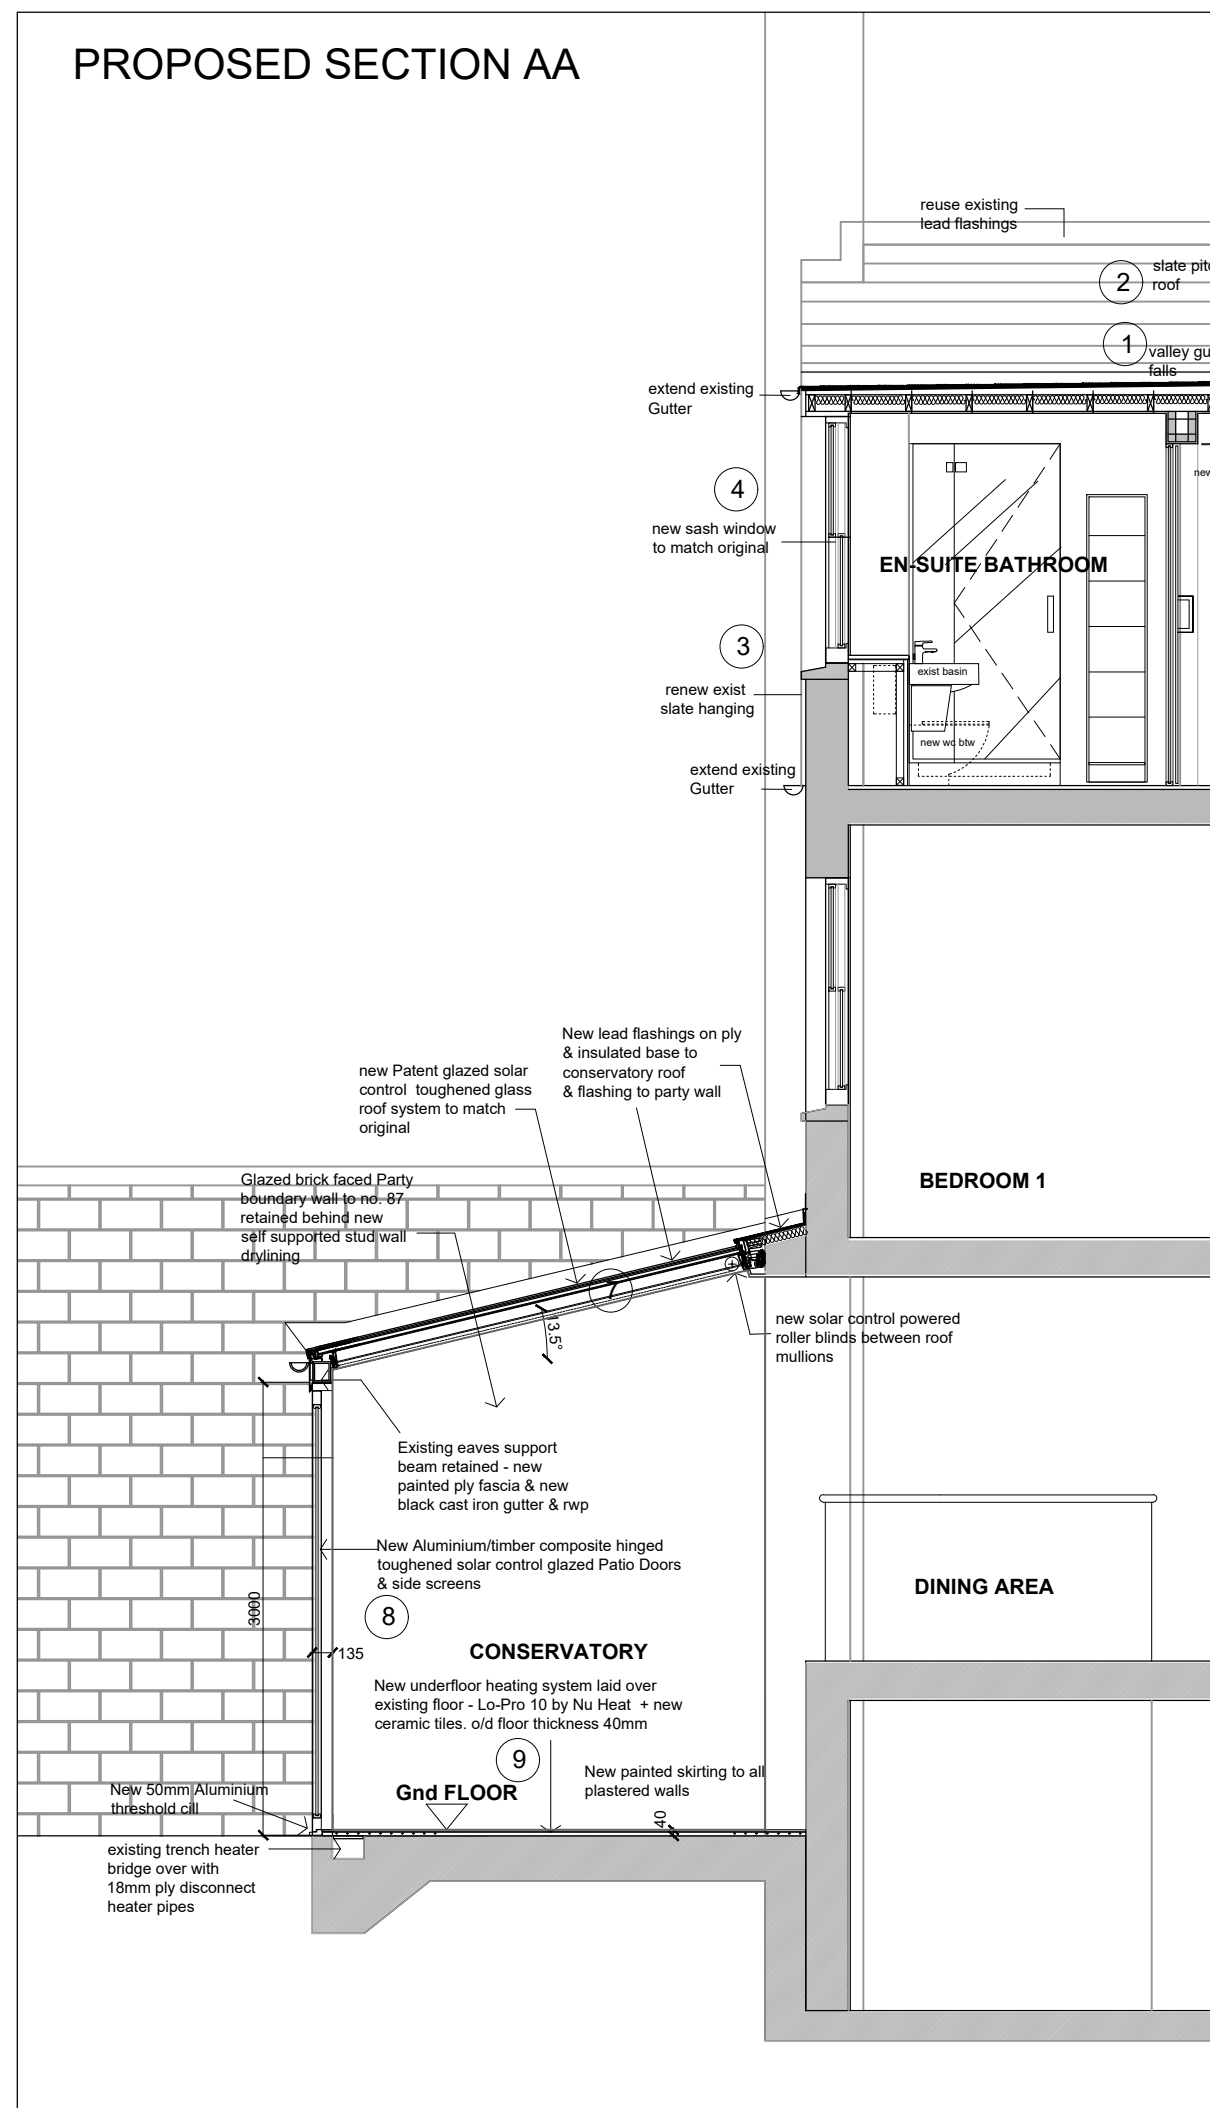 PROPOSED SECTION AA
reuse existing
lead flashings
2
slate pit
roof
1
valley gu
falls
extend existing
Gutter
4
new sash window
to match original
new
EN-SUITE BATHROOM
3
exist basin
renew exist
slate hanging
new wc btw
extend existing
Gutter
New lead flashings on ply
& insulated base to
conservatory roof
& flashing to party wall
new Patent glazed solar
control toughened glass
roof system to match
original
BEDROOM 1
Glazed brick faced Party
boundary wall to no. 87
retained behind new
self supported stud wall
drylining
7
13.5°
new solar control powered
roller blinds between roof
mullions
Existing eaves support
beam retained - new
painted ply fascia & new
black cast iron gutter & rwp
New Aluminium/timber composite hinged
toughened solar control glazed Patio Doors
& side screens
DINING AREA
3000
8
135
CONSERVATORY
New underfloor heating system laid over
existing floor - Lo-Pro 10 by Nu Heat + new
ceramic tiles. o/d floor thickness 40mm
9
New painted skirting to all
plastered walls
Gnd FLOOR
40
New 50mm Aluminium
threshold cill
existing trench heater
bridge over with
18mm ply disconnect
heater pipes